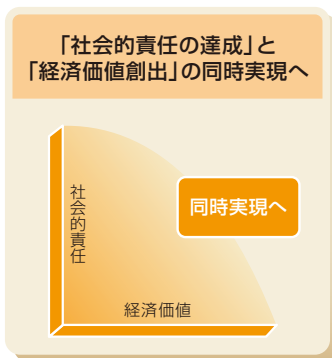 「社会的責任の達成」と
「経済価値創出」の同時実現へ
社会的責任
同時実現へ
経済価値